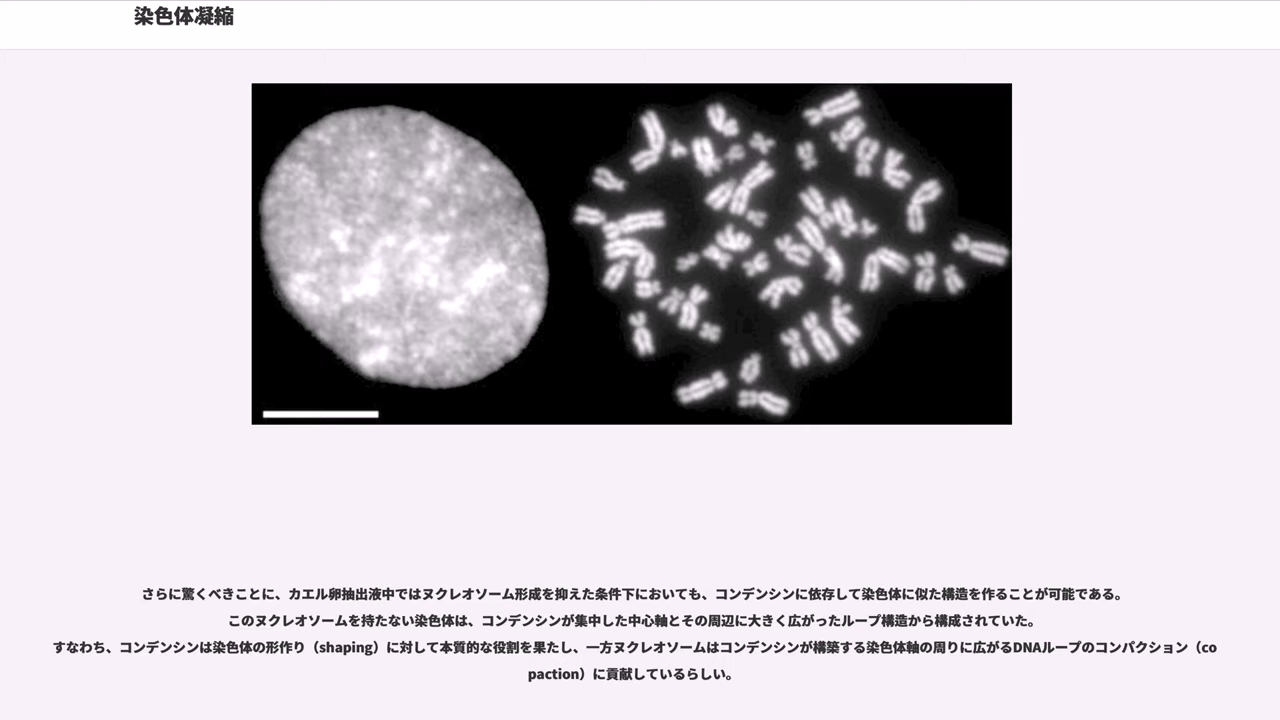 染色体凝縮
さらに驚くべきことに、カエル卵抽出液中ではヌクレオソーム形成を抑えた条件下においても、コンデンシンに依存して染色体に似た構造を作ることが可能である。
このヌクレオソームを持たない染色体は、コンデンシンが集中した中心軸とその周辺に大きく広がったループ構造から構成されていた。
すなわち、コンデンシンは染色体の形作り（shaping）に対して本質的な役割を果たし、一方ヌクレオソームはコンデンシンが構築する染色体軸の周りに広がるDNAループのコンパクション（co
paction）に貢献しているらしい。